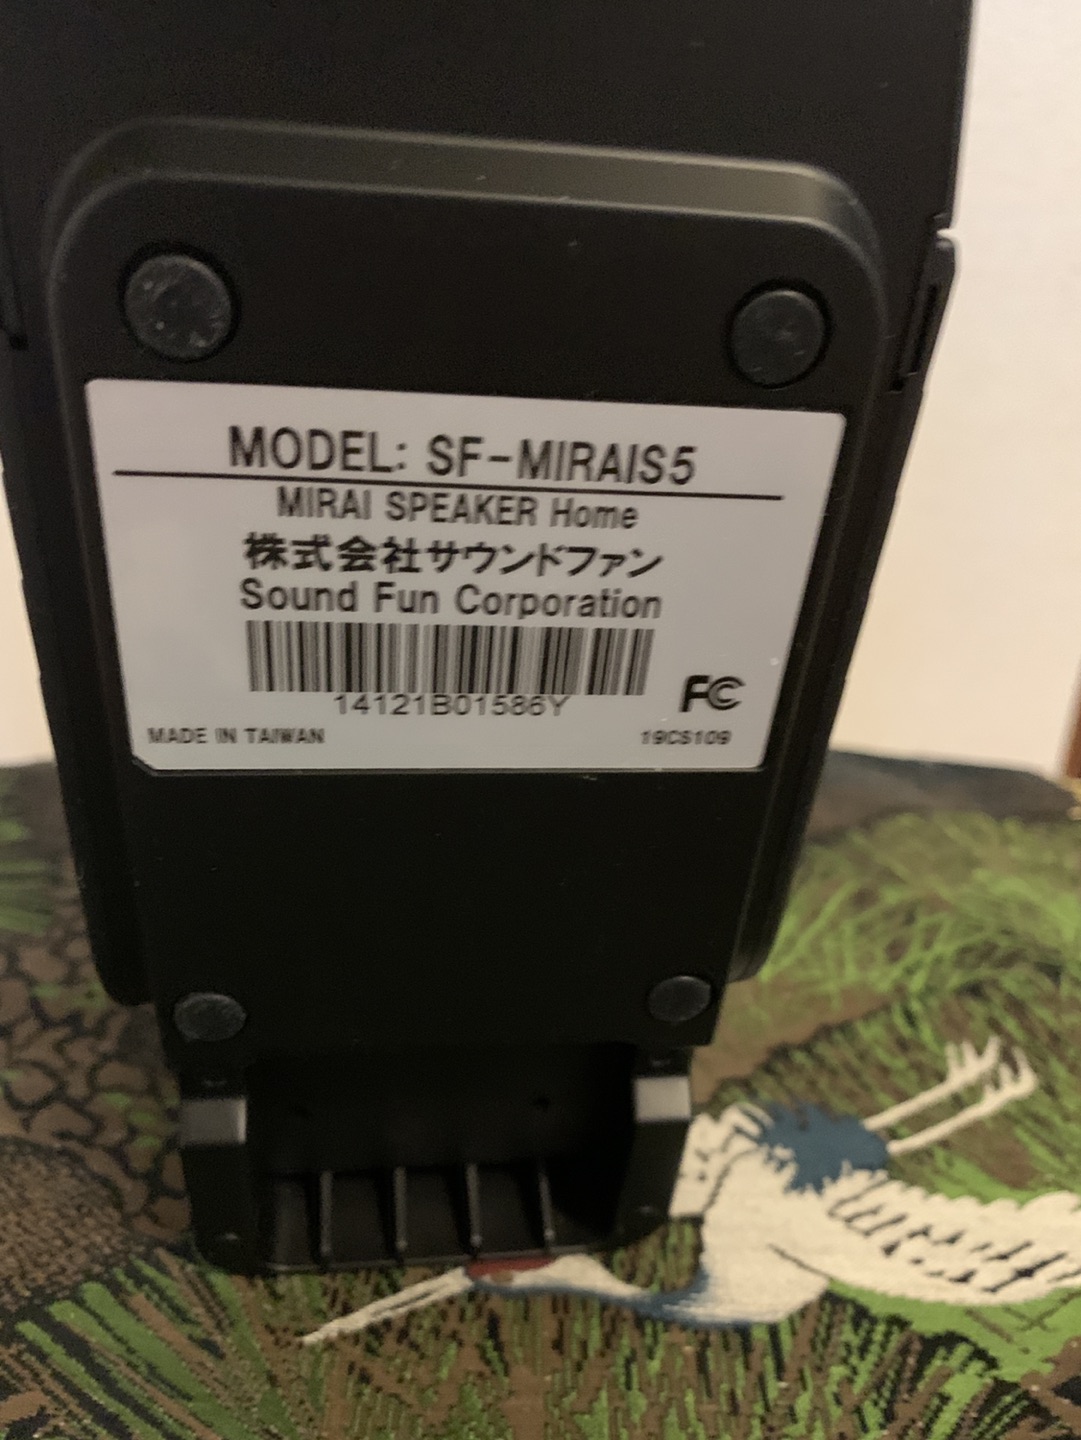 MODEL: SF-MIRAIS5
MIRAI SPEAKER Home
株式会社サウンドファン
Sound Fun Corporation
14121B01586Y
FC
MADE IN TAIWAN
19CS109